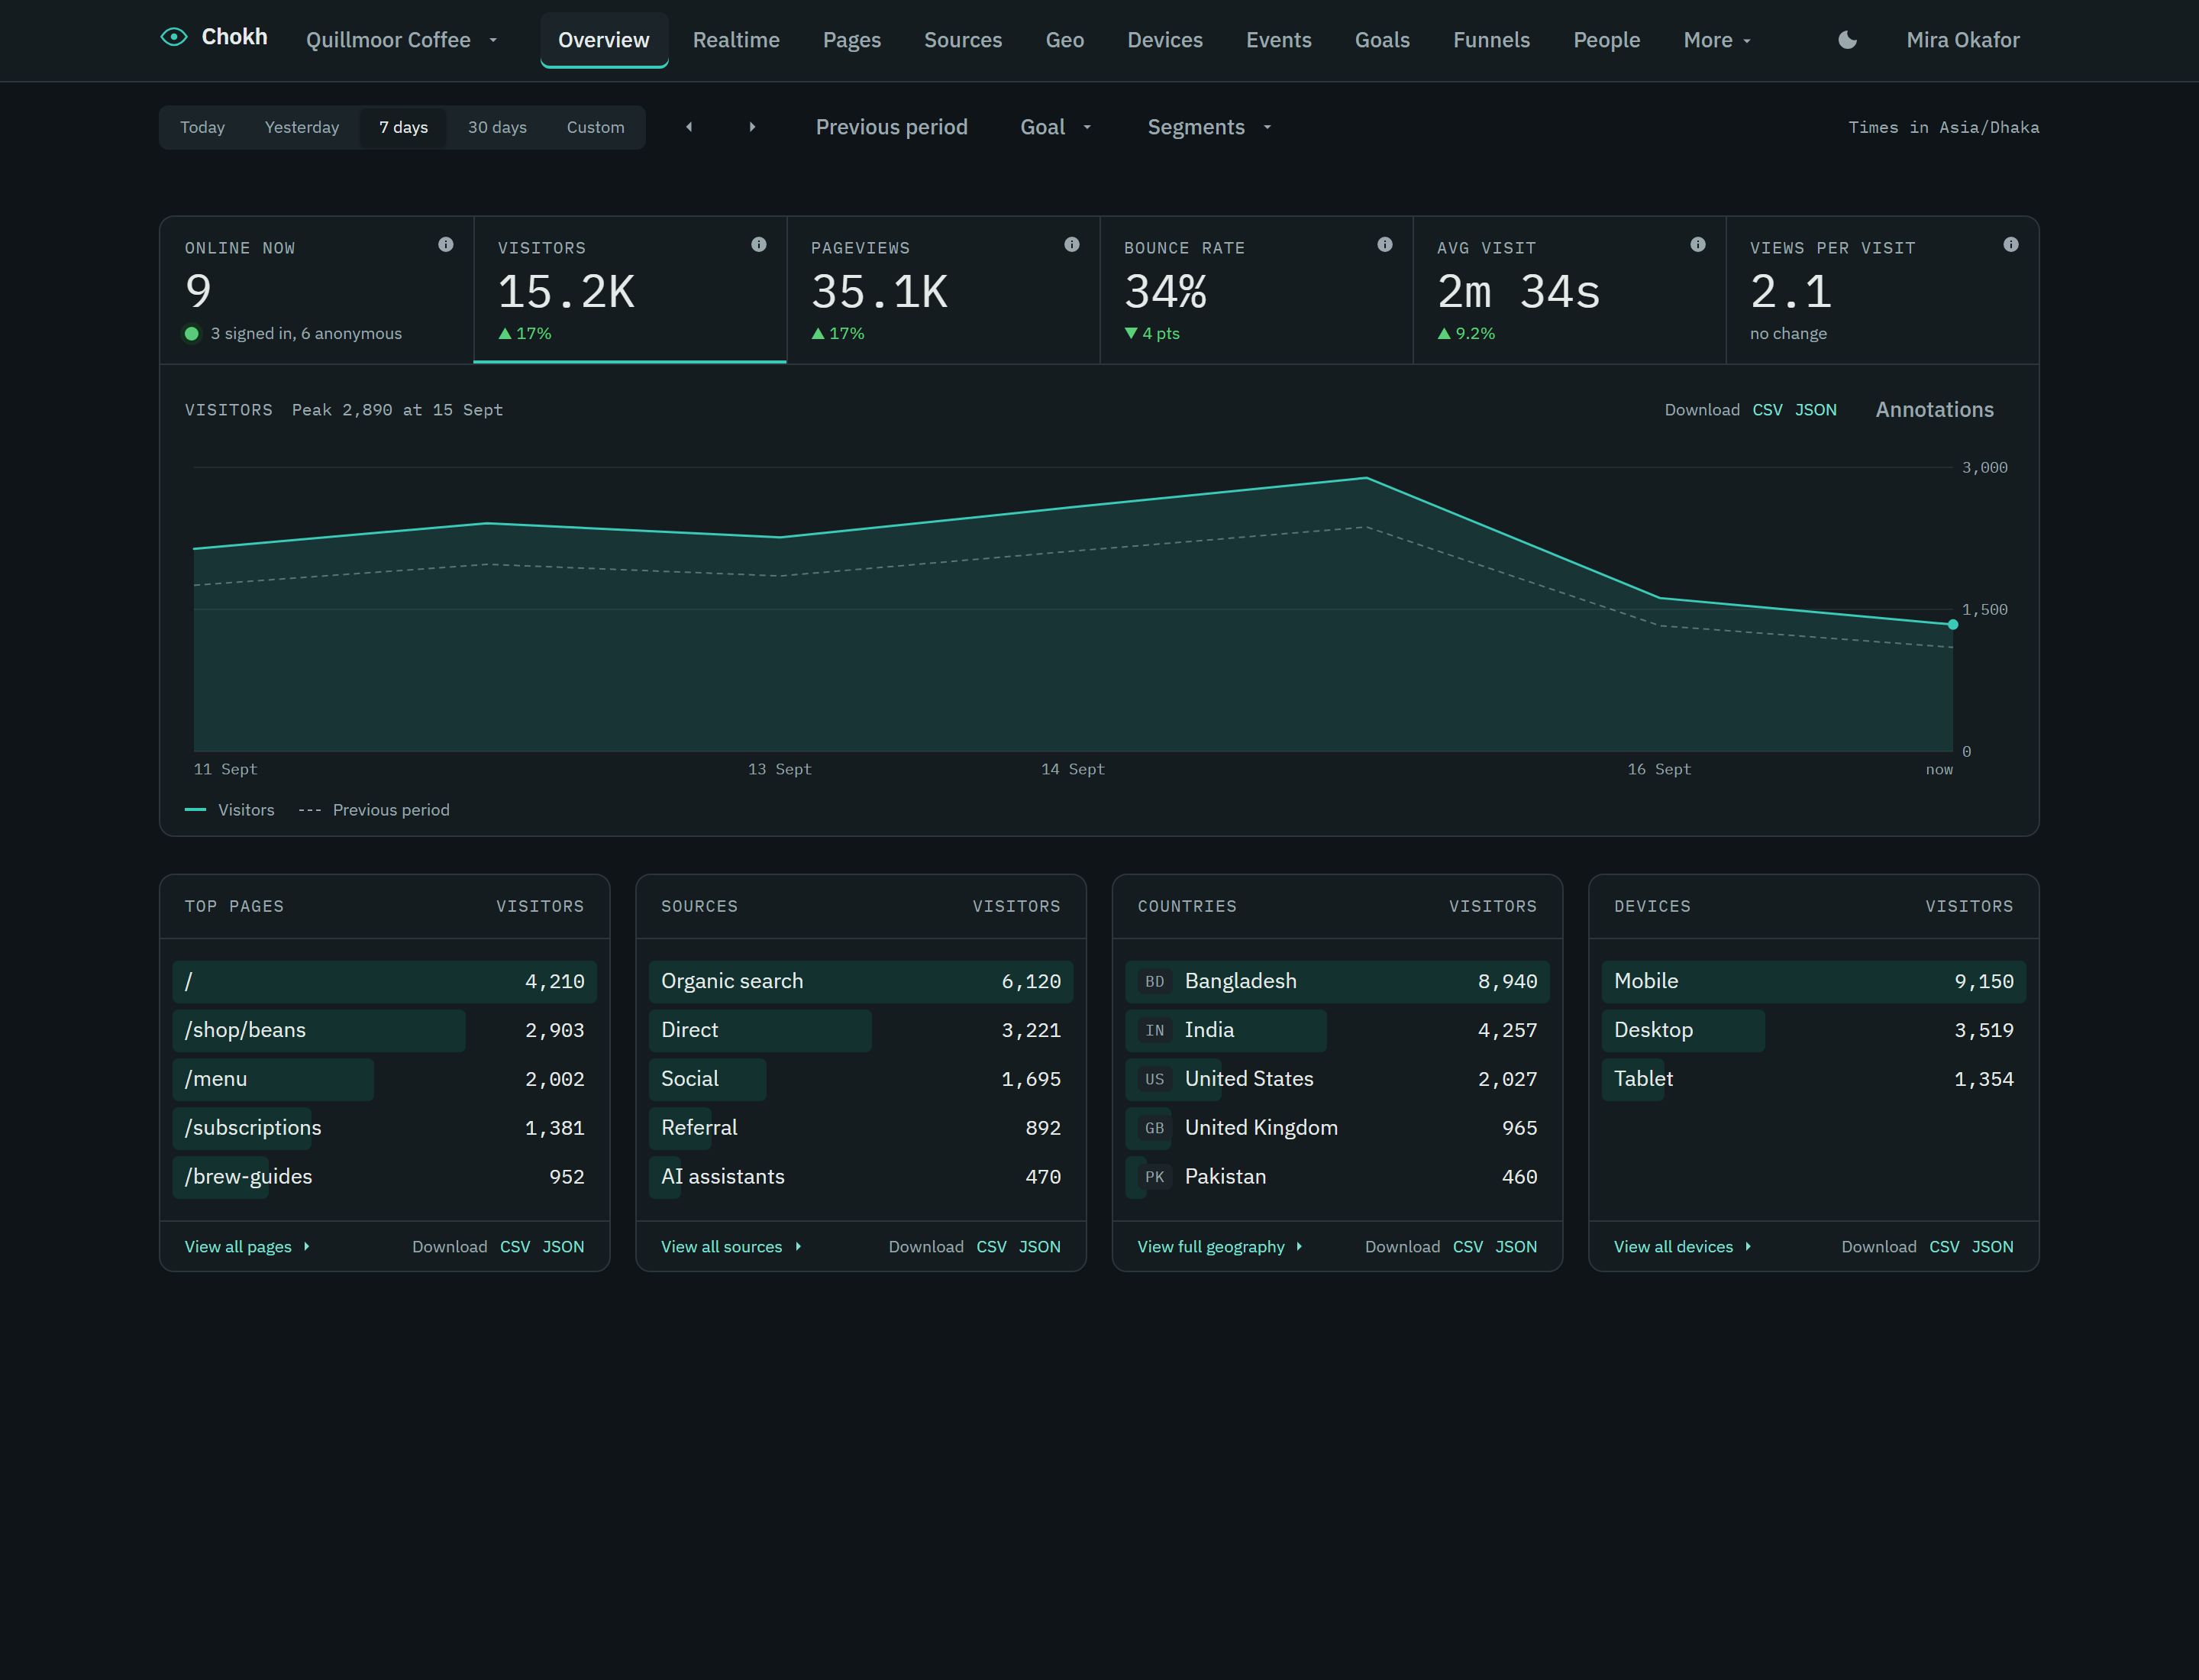 Chokh Quillmoor Coffee Overview Realtime Pages Sources Geo Devices Events Goals Funnels People More Mira Okafor
Today Yesterday 7 days 30 days Custom Previous period Goal Segments Times in Asia/Dhaka
ONLINE NOW
9
3 signed in, 6 anonymous
VISITORS
15.2K
17%
PAGEVIEWS
35.1K
17%
BOUNCE RATE
34%
4 pts
AVG VISIT
2m 34s
9.2%
VIEWS PER VISIT
2.1
no change
VISITORS Peak 2,890 at 15 Sept Download CSV JSON Annotations
3,000
1,500
0
11 Sept 13 Sept 14 Sept 16 Sept now
Visitors Previous period
TOP PAGES VISITORS
/ 4,210
/shop/beans 2,903
/menu 2,002
/subscriptions 1,381
/brew-guides 952
View all pages Download CSV JSON
SOURCES VISITORS
Organic search 6,120
Direct 3,221
Social 1,695
Referral 892
AI assistants 470
View all sources Download CSV JSON
COUNTRIES VISITORS
BD Bangladesh 8,940
IN India 4,257
US United States 2,027
GB United Kingdom 965
PK Pakistan 460
View full geography Download CSV JSON
DEVICES VISITORS
Mobile 9,150
Desktop 3,519
Tablet 1,354
View all devices Download CSV JSON